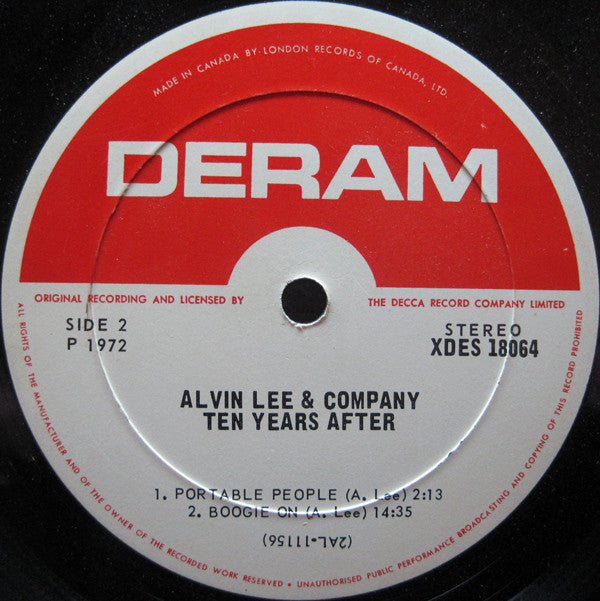 MADE IN CANADA BY·LONDON RECORDS OF CANADA, LTD.
DERAM
ORIGINAL RECORDING AND LICENSED BY THE DECCA RECORD COMPANY LIMITED
SIDE 2
P 1972
STEREO
XDES 18064
ALVIN LEE & COMPANY
TEN YEARS AFTER
1. PORTABLE PEOPLE (A. Lee) 2:13
2. BOOGIE ON (A. Lee) 14:35
(2AL•11156)
ALL RIGHTS OF THE MANUFACTURER AND OF THE OWNER OF THE RECORDED WORK RESERVED • UNAUTHORISED PUBLIC PERFORMANCE BROADCASTING AND COPYING OF THIS RECORD PROHIBITED